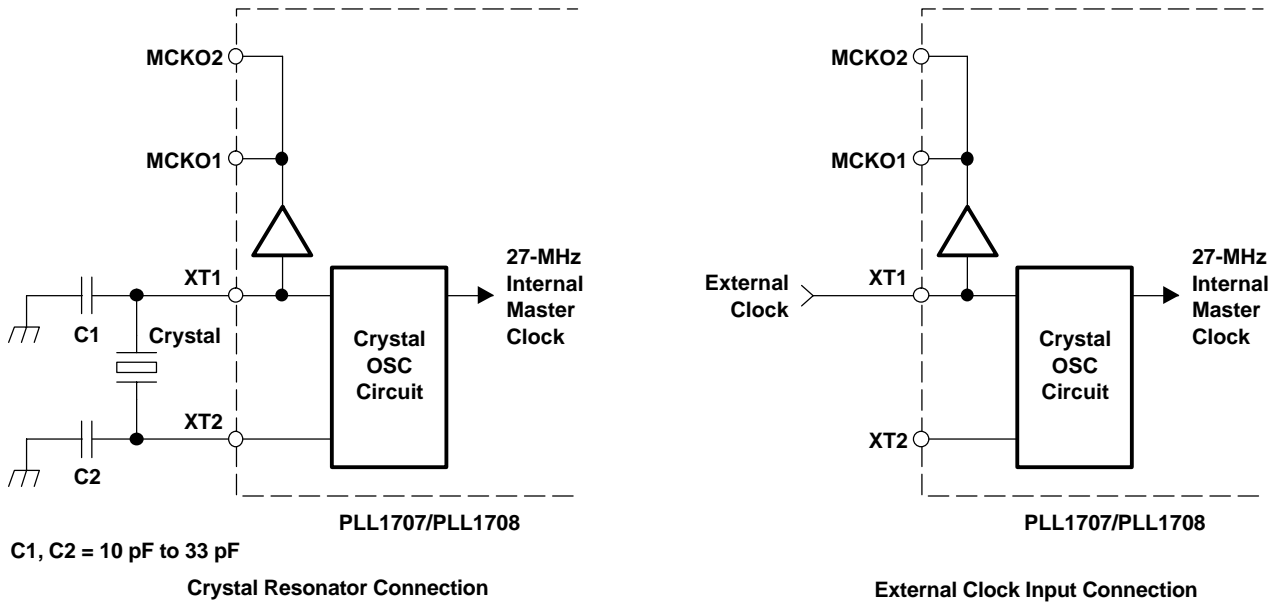 MCKO2
MCKO1
XT1
C1
Crystal
XT2
C2
Crystal
OSC
Circuit
27-MHz
Internal
Master
Clock
PLL1707/PLL1708
C1, C2 = 10 pF to 33 pF
Crystal Resonator Connection
MCKO2
MCKO1
External
Clock
XT1
XT2
Crystal
OSC
Circuit
27-MHz
Internal
Master
Clock
PLL1707/PLL1708
External Clock Input Connection